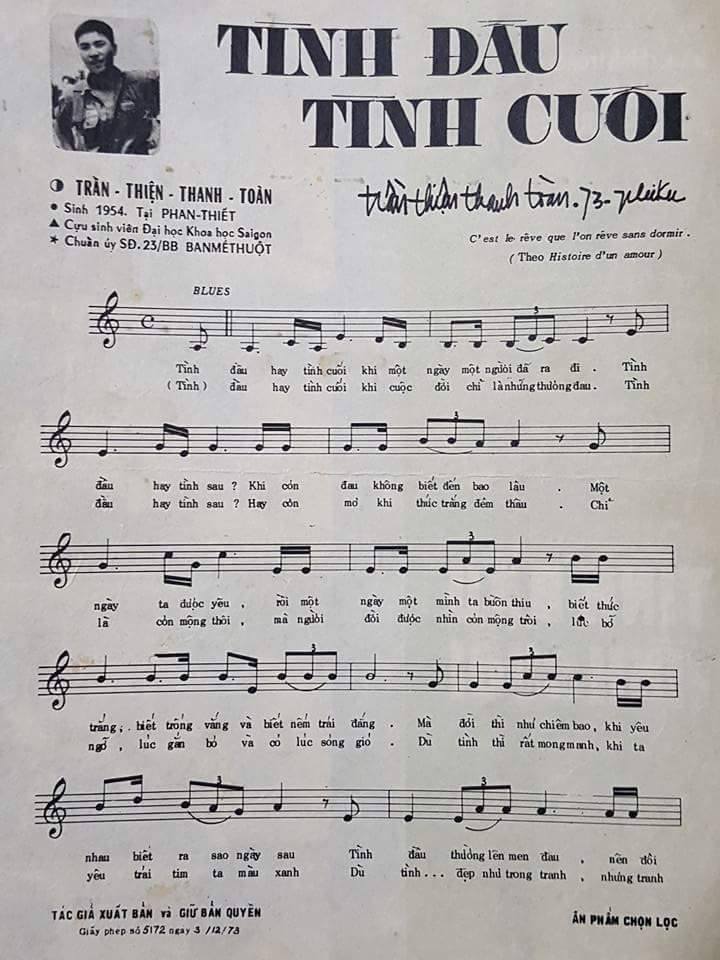 TÌNH ĐẦU
TÌNH CUỐI
TRẦN - THIỆN - THANH - TOÀN
Sinh 1954. Tại PHAN-THIẾT
Cựu sinh viên Đại học Khoa học Saigon
Chuẩn úy SĐ.23/BB BANMÊTHUỘT
trần thiện thanh toàn.73-pleiku
C'est le rêve que l'on rêve sans dormir.
(Theo Histoire d'un amour)
BLUES
Tình đầu hay tình cuối khi một ngày một người đã ra đi. Tình
(Tình) đầu hay tình cuối khi cuộc đời chỉ là những thường đau. Tình
đầu hay tình sau? Khi còn đau không biết đến bao lâu. Một
đầu hay tình sau? Hay còn mơ khi thức trắng đêm thâu. Chỉ
ngày ta được yêu, rồi một ngày một mình ta buồn thiu, biết thức
là còn mộng thôi, mà người đời được nhìn còn mộng trời, lúc bỡ
trắng, biết trống vắng và biết nếm trái đắng. Mà đời thì như chiêm bao, khi yêu
ngỡ, lúc gắn bó và có lúc sóng gió. Dù tình thì rất mong manh, khi ta
nhau biết ra sao ngày sau Tình đầu thường lên men đau, nên đời
yêu trái tim ta màu xanh Dù tình... đẹp như trong tranh, nhưng tranh
TÁC GIẢ XUẤT BẢN và GIỮ BẢN QUYỀN
Giấy phép số 5172 ngày 3/12/73
ẤN PHẨM CHỌN LỌC